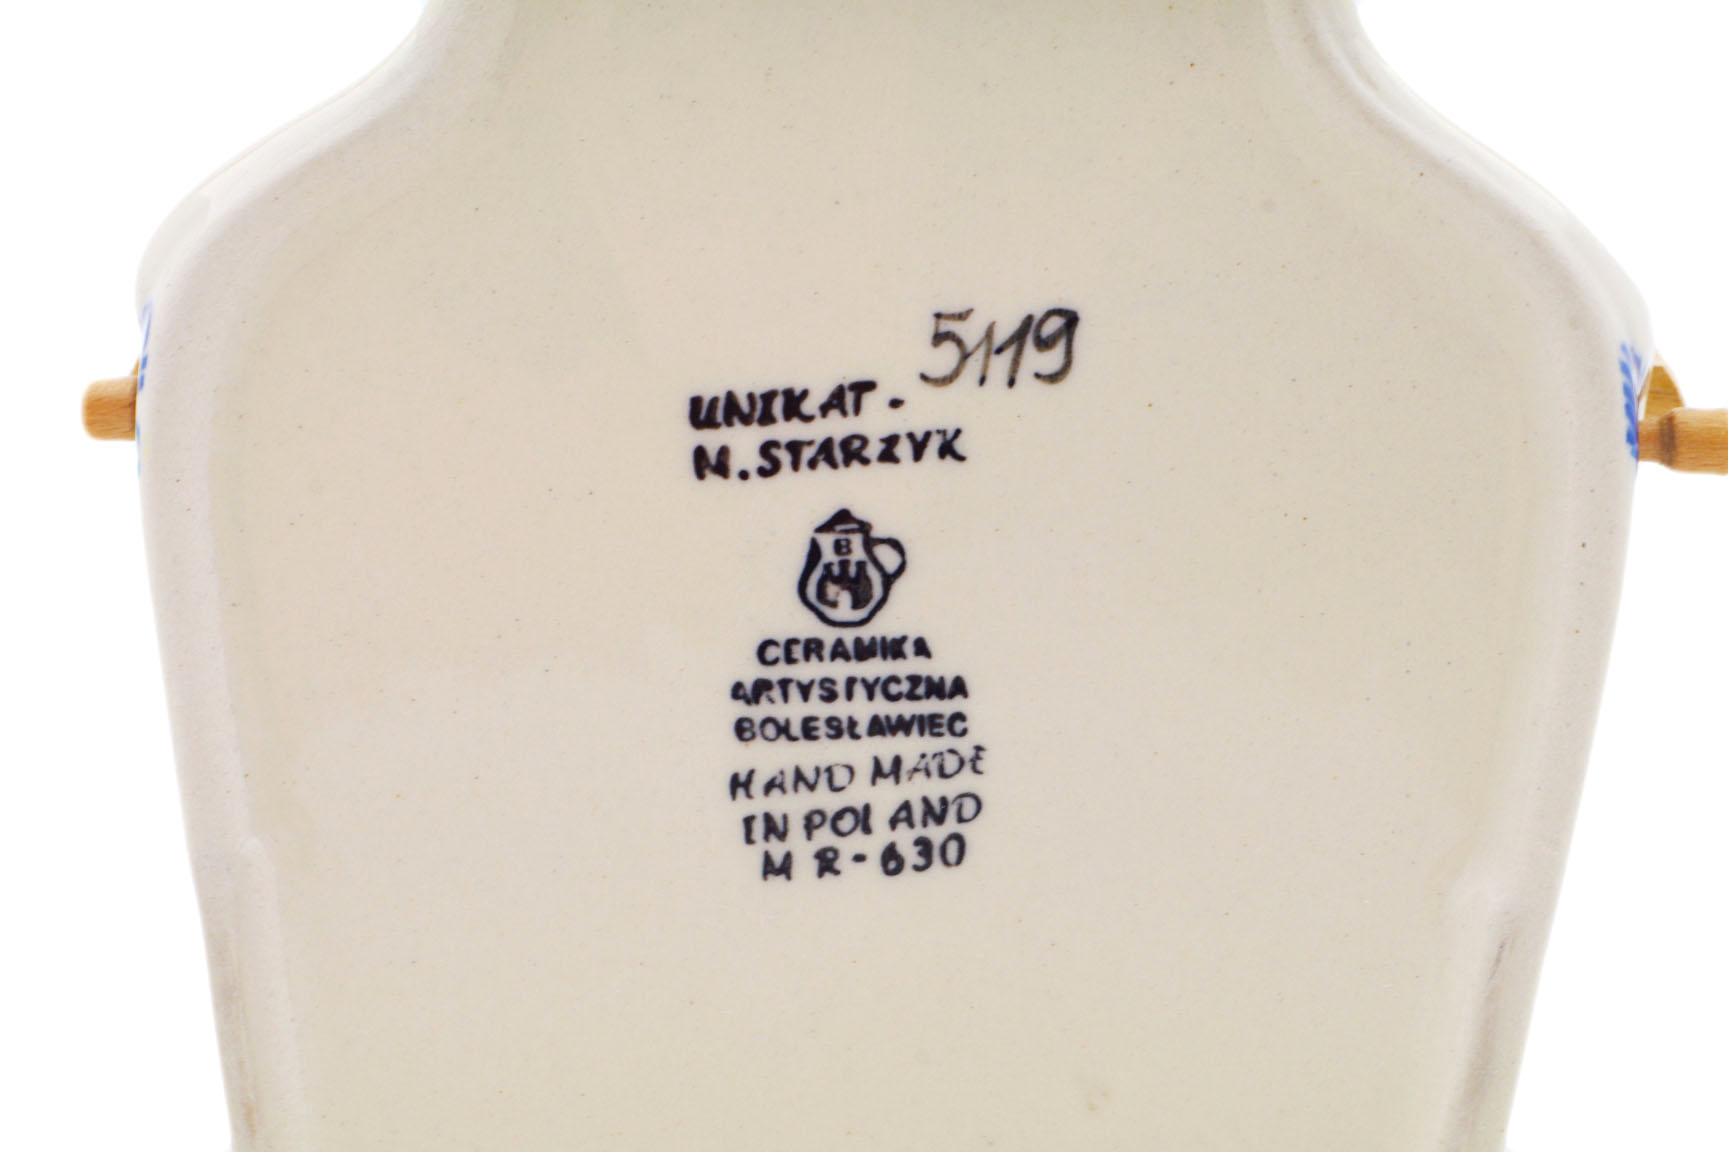 5119
UNIKAT.
M.STARZYK
B
CERAMIKA
ARTYSTYCZNA
BOLESŁAWIEC
HAND MADE
IN POLAND
M R-630